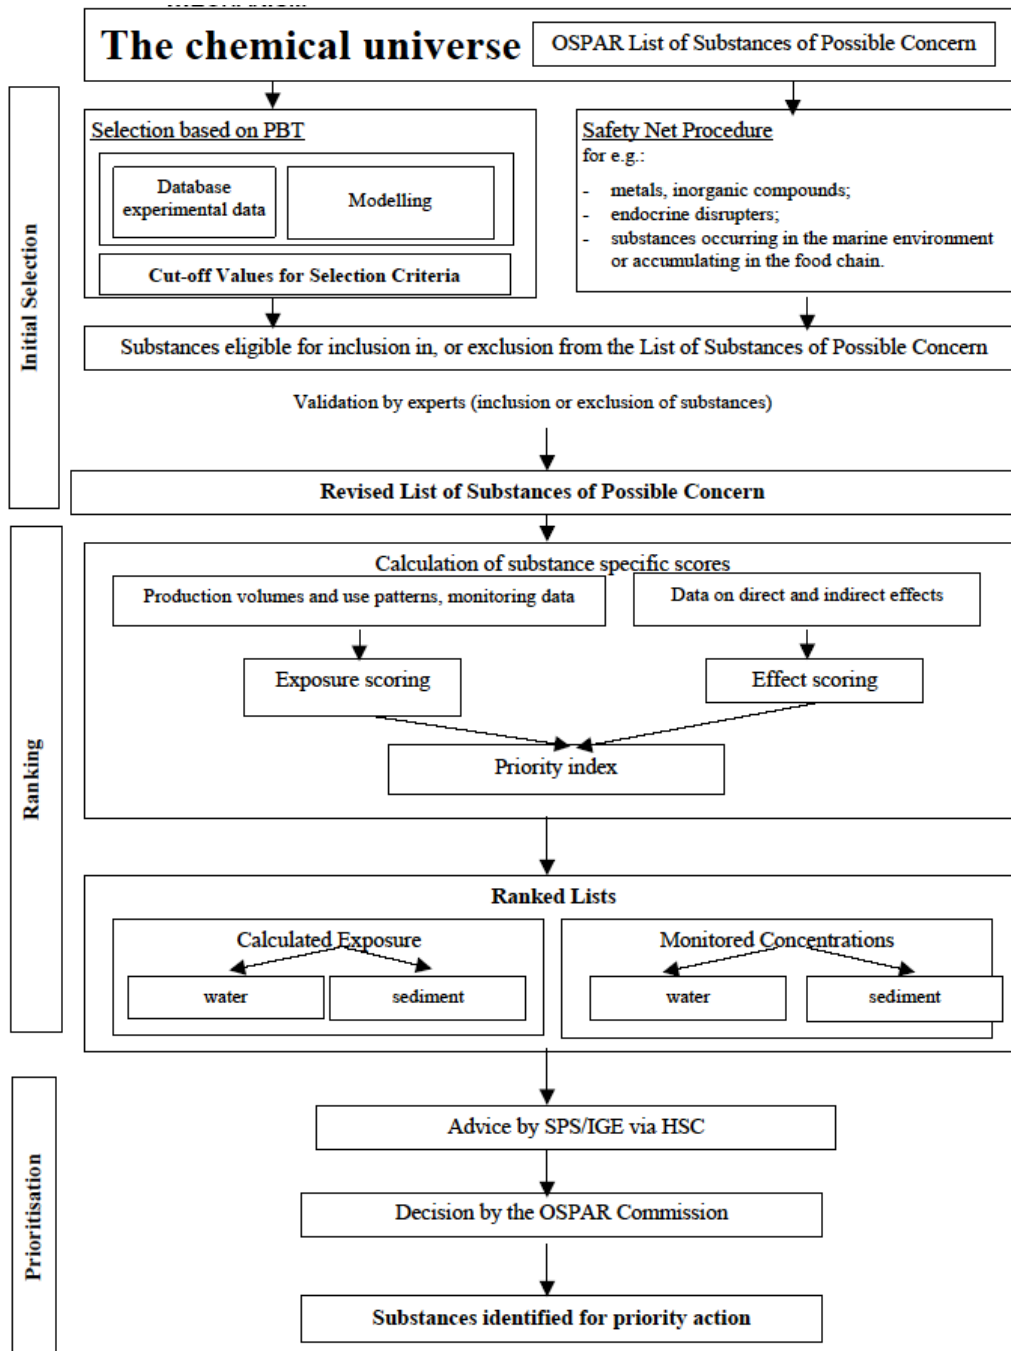 The chemical universe
OSPAR List of Substances of Possible Concern
Initial Selection
Selection based on PBT
Database
experimental data
Modelling
Cut-off Values for Selection Criteria
Safety Net Procedure
for e.g.:
- metals, inorganic compounds;
- endocrine disrupters;
- substances occurring in the marine environment
or accumulating in the food chain.
Substances eligible for inclusion in, or exclusion from the List of Substances of Possible Concern
Validation by experts (inclusion or exclusion of substances)
Revised List of Substances of Possible Concern
Ranking
Calculation of substance specific scores
Production volumes and use patterns, monitoring data
Data on direct and indirect effects
Exposure scoring
Effect scoring
Priority index
Ranked Lists
Calculated Exposure
water
sediment
Monitored Concentrations
water
sediment
Prioritisation
Advice by SPS/IGE via HSC
Decision by the OSPAR Commission
Substances identified for priority action